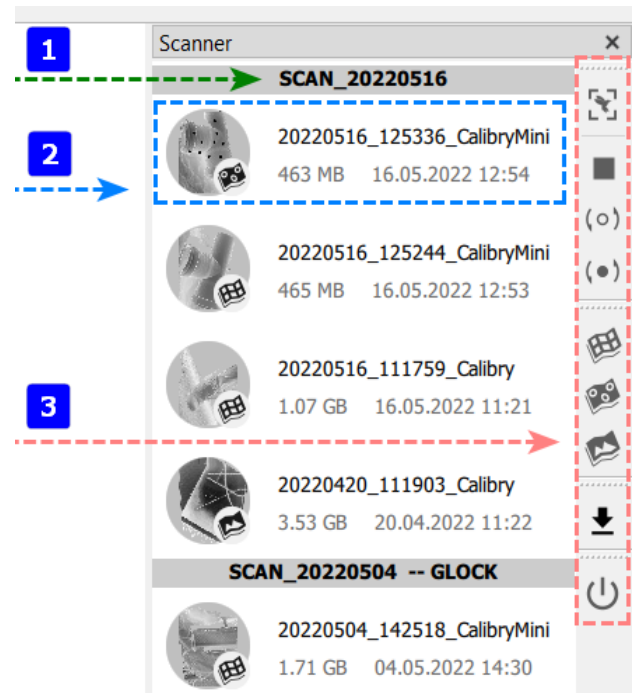 1
Scanner
SCAN_20220516
20220516_125336_CalibryMini
2
463 MB 16.05.2022 12:54
20220516_125244_CalibryMini
465 MB 16.05.2022 12:53
20220516_111759_Calibry
3
1.07 GB 16.05.2022 11:21
20220420_111903_Calibry
3.53 GB 20.04.2022 11:22
SCAN_20220504 -- GLOCK
20220504_142518_CalibryMini
1.71 GB 04.05.2022 14:30